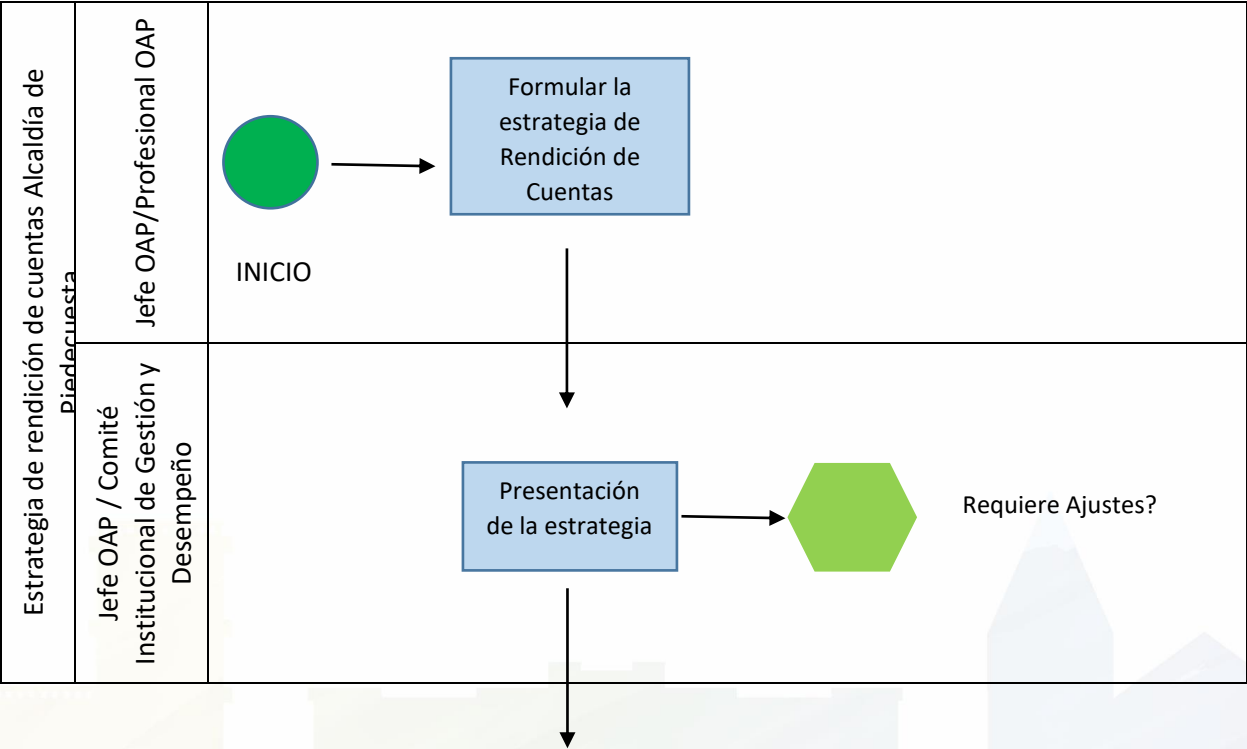 Estrategia de rendición de cuentas Alcaldía de
Piedecuesta
Jefe OAP/Profesional OAP
Formular la
estrategia de
Rendición de
Cuentas
INICIO
Jefe OAP / Comité
Institucional de Gestión y
Desempeño
Presentación
de la estrategia
Requiere Ajustes?